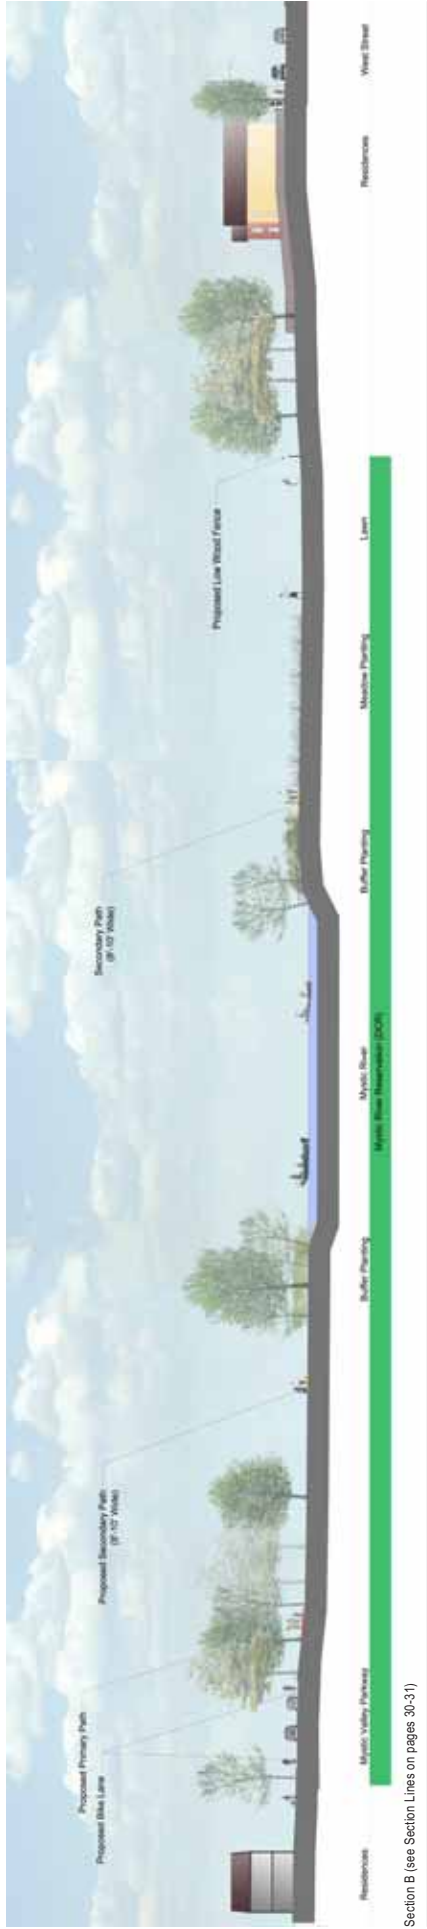 Proposed Primary Path
Proposed Bike Lane
Proposed Secondary Path
(8'-10' Wide)
Secondary Path
(8'-10' Wide)
Proposed Low Wood Fence
Residences
Mystic Valley Parkway
Buffer Planting
Mystic River
Buffer Planting
Meadow Planting
Lawn
Residences
West Street
Mystic River Reservation (DCR)
Section B (see Section Lines on pages 30-31)